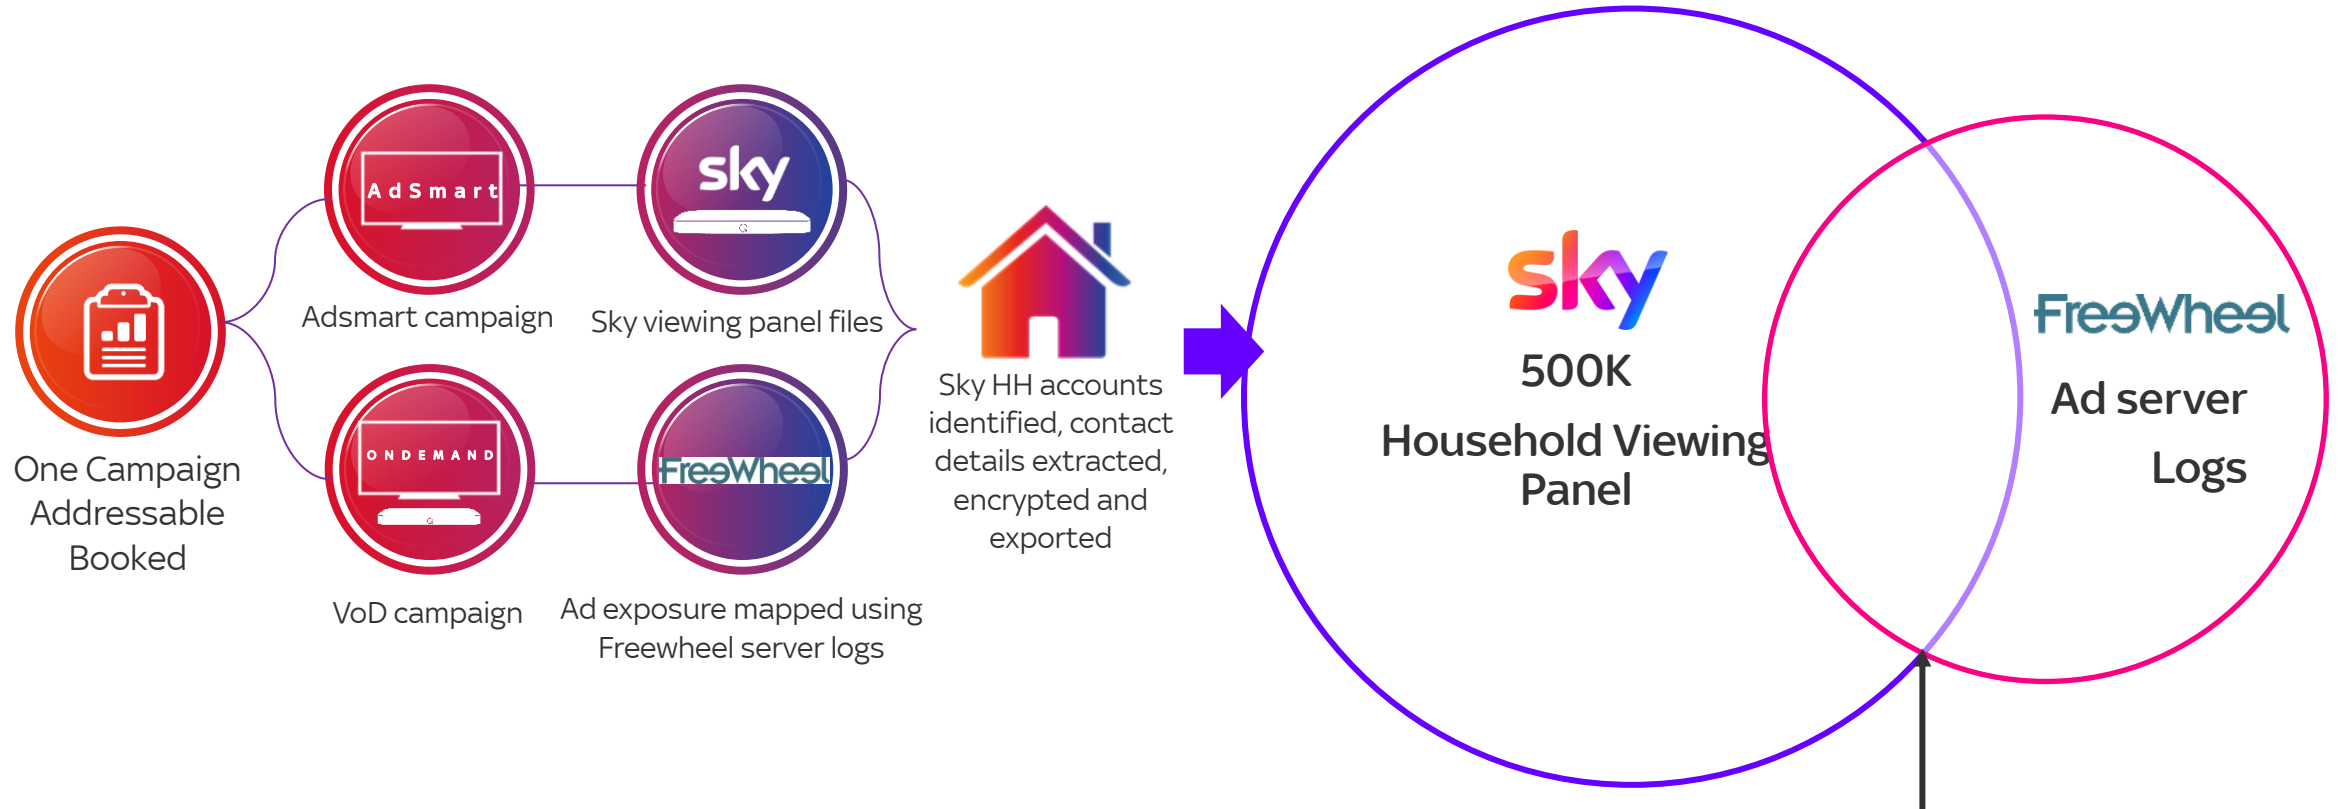 AdSmart
Adsmart campaign
sky
Sky viewing panel files
One Campaign
Addressable
Booked
ONDEMAND
VoD campaign
FreeWheel
Ad exposure mapped using
Freewheel server logs
Sky HH accounts
identified, contact
details extracted,
encrypted and
exported
sky
500K
Household Viewing
Panel
FreeWheel
Ad server
Logs